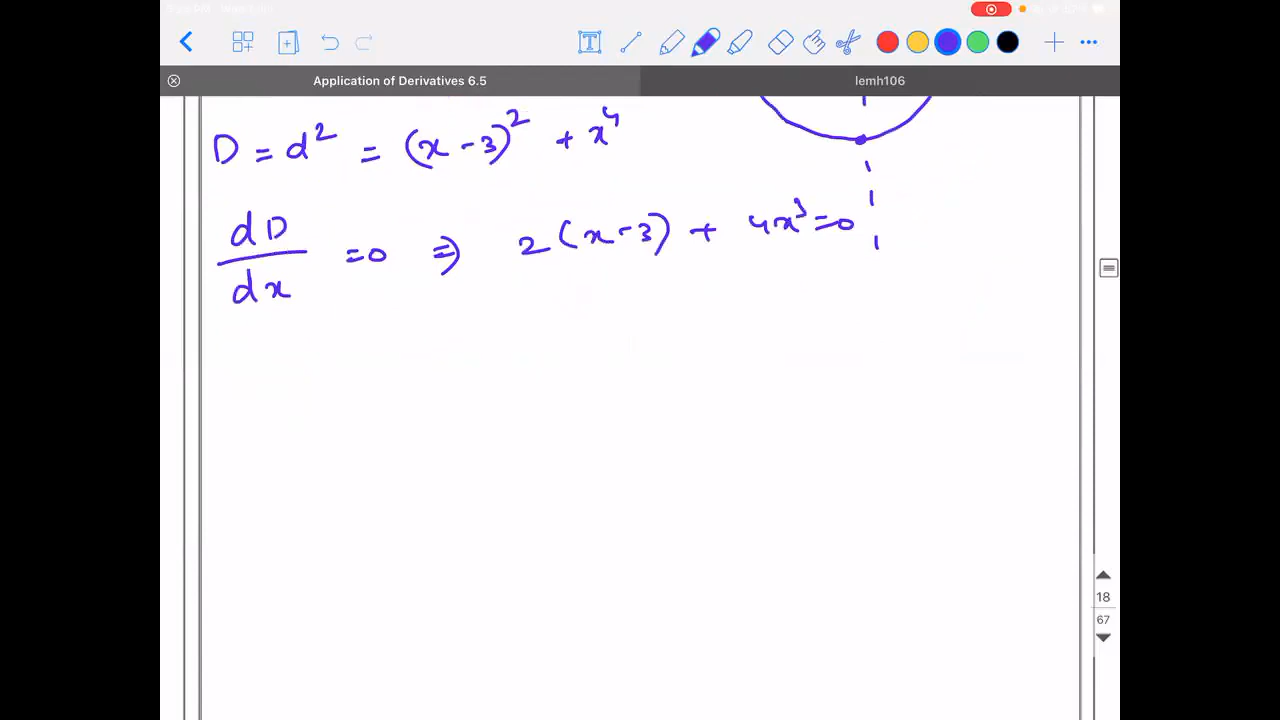 Application of Derivatives 6.5
lemh106
D = d² = (x - 3)² + x⁴
dD/dx = 0 ⇒ 2(x - 3) + 4x³ = 0
18
67